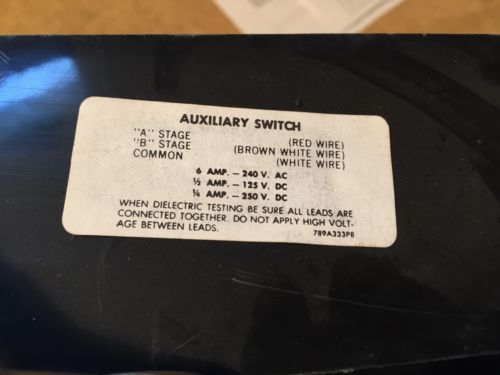 AUXILIARY SWITCH
"A" STAGE (RED WIRE)
"B" STAGE (BROWN WHITE WIRE)
COMMON (WHITE WIRE)
6 AMP. – 240 V. AC
½ AMP. – 125 V. DC
¼ AMP. – 250 V. DC
WHEN DIELECTRIC TESTING BE SURE ALL LEADS ARE
CONNECTED TOGETHER. DO NOT APPLY HIGH VOLT-
AGE BETWEEN LEADS. 789A333P8